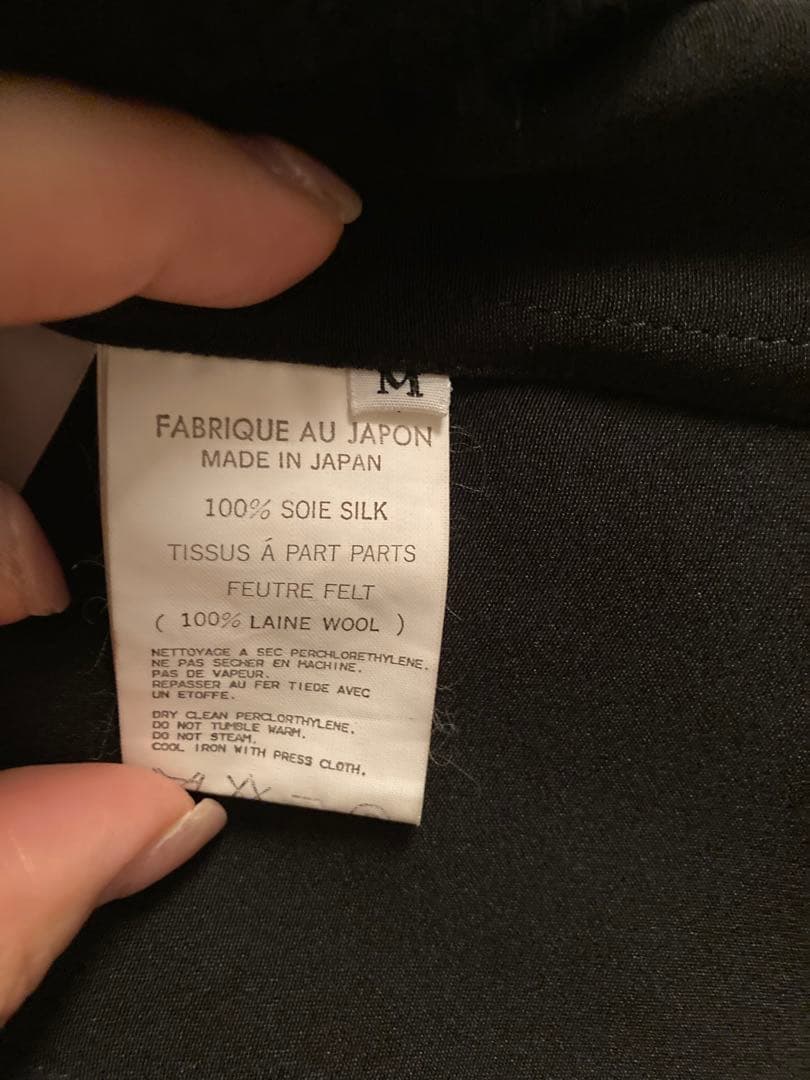 M
FABRIQUE AU JAPON
MADE IN JAPAN
100% SOIE SILK
TISSUS Á PART PARTS
FEUTRE FELT
( 100% LAINE WOOL )
NETTOYAGE A SEC PERCHLORETHYLENE.
NE PAS SECHER EN MACHINE.
PAS DE VAPEUR.
REPASSER AU FER TIEDE AVEC
UN ETOFFE.
DRY CLEAN PERCLORTHYLENE.
DO NOT TUMBLE WARM.
DO NOT STEAM.
COOL IRON WITH PRESS CLOTH.